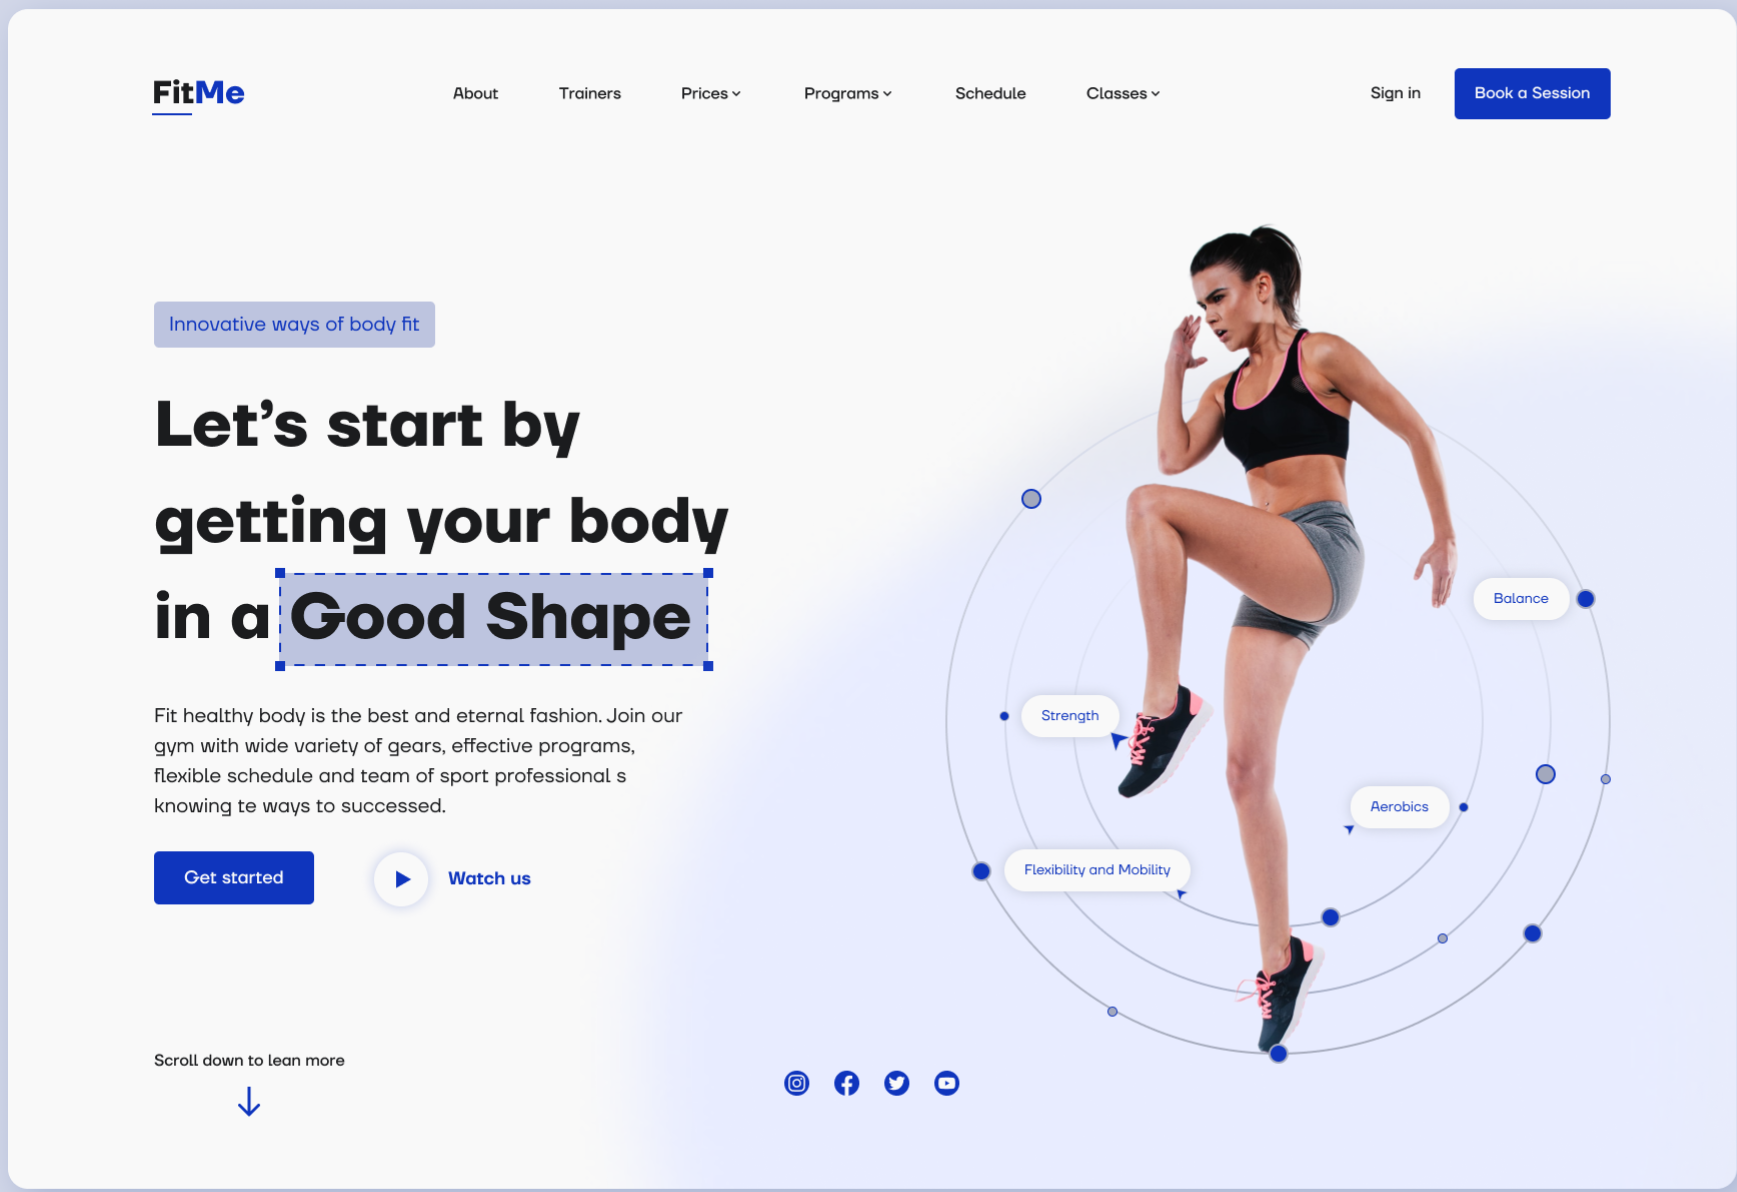 FitMe
About
Trainers
Prices
Programs
Schedule
Classes
Sign in
Book a Session
Innovative ways of body fit
Let’s start by
getting your body
in a Good Shape
Fit healthy body is the best and eternal fashion. Join our
gym with wide variety of gears, effective programs,
flexible schedule and team of sport professional s
knowing te ways to successed.
Get started
Watch us
Balance
Strength
Aerobics
Flexibility and Mobility
Scroll down to lean more